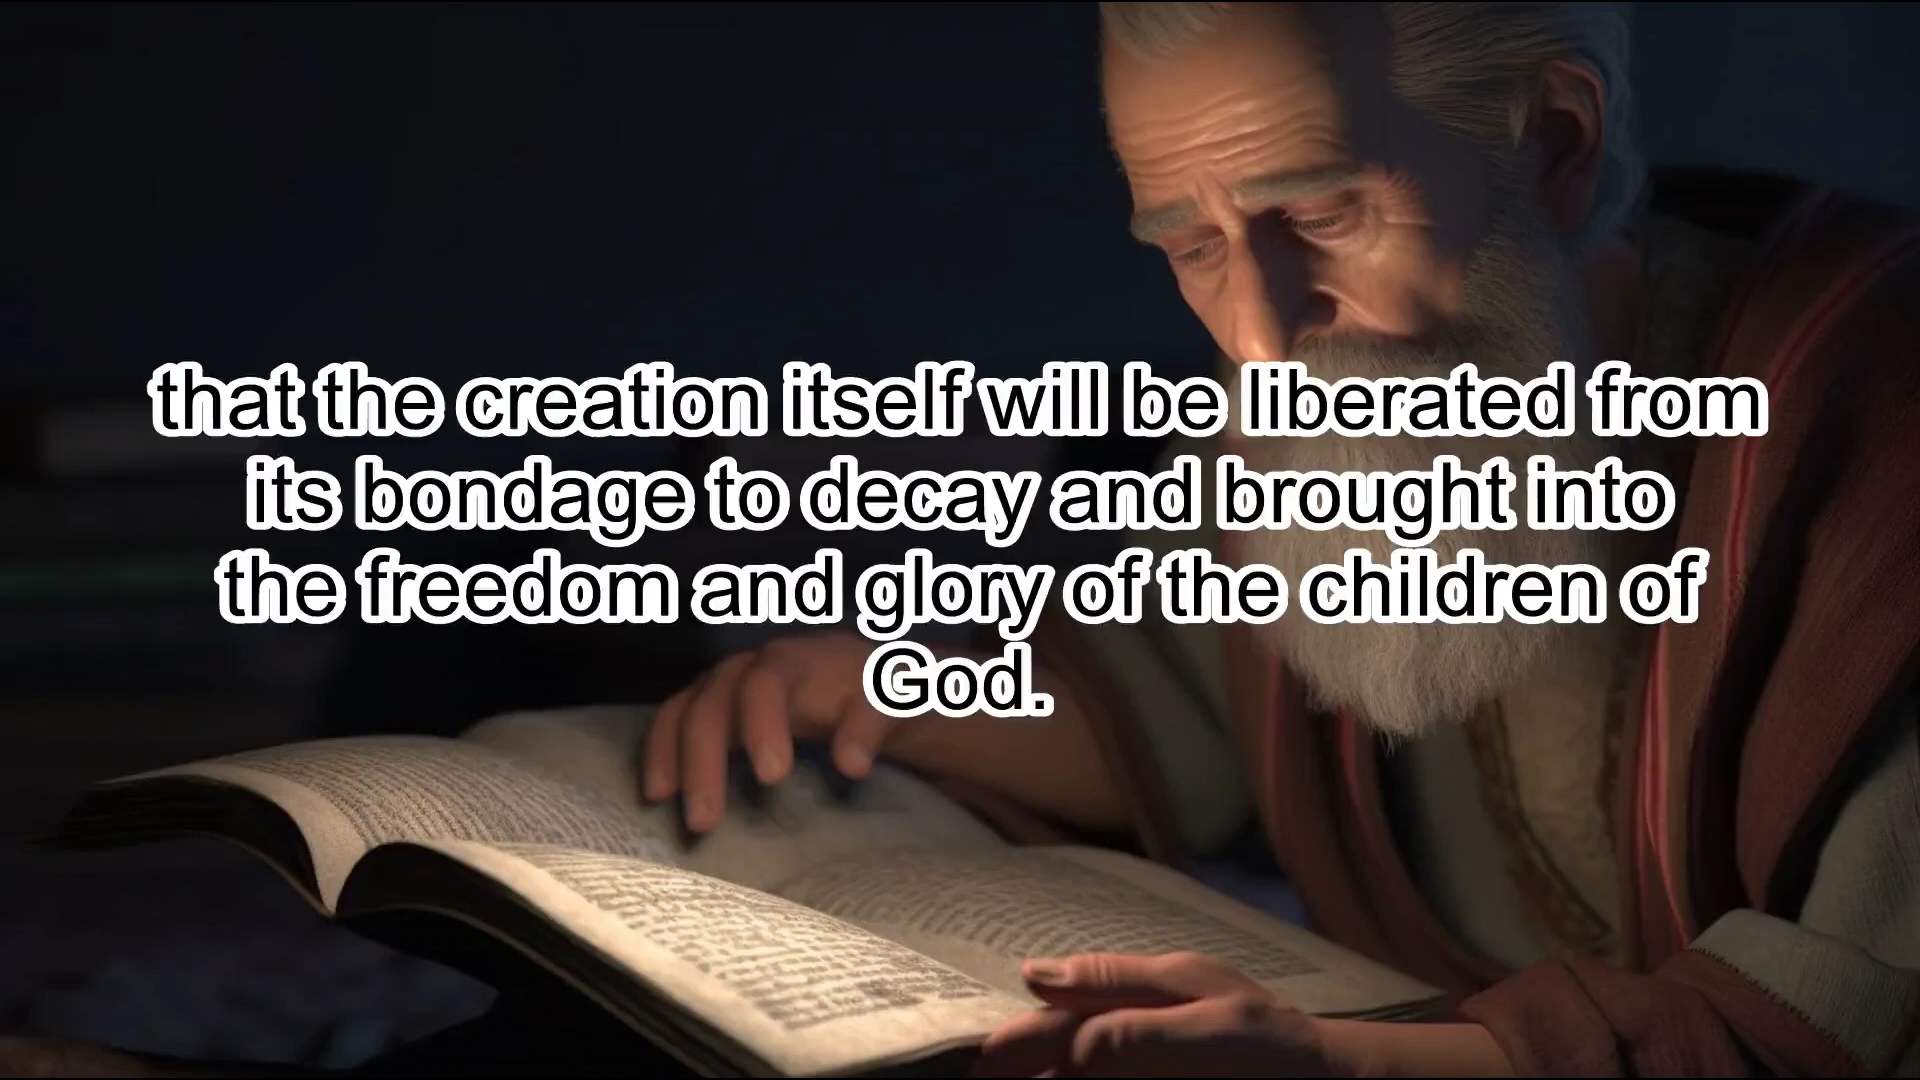 that the creation itself will be liberated from
its bondage to decay and brought into
the freedom and glory of the children of
God.